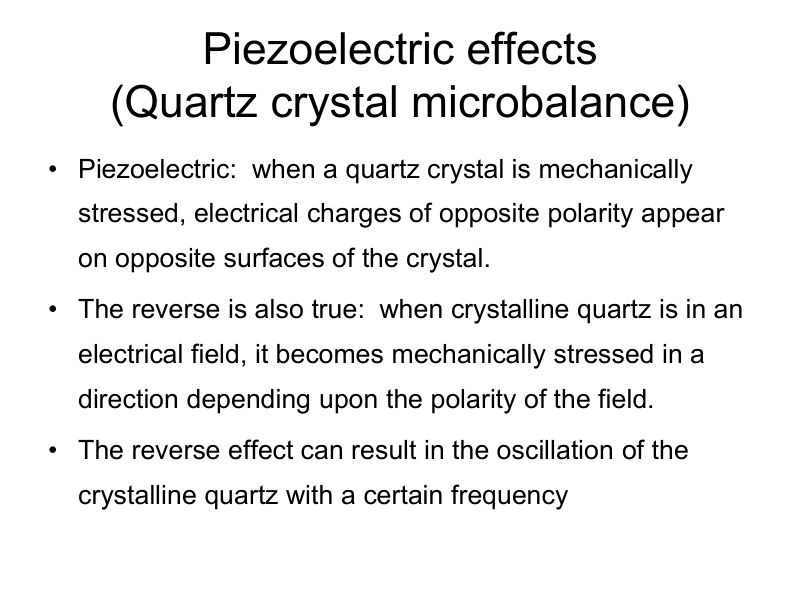 Piezoelectric effects
(Quartz crystal microbalance)
• Piezoelectric:  when a quartz crystal is mechanically
stressed, electrical charges of opposite polarity appear
on opposite surfaces of the crystal.
• The reverse is also true:  when crystalline quartz is in an
electrical field, it becomes mechanically stressed in a
direction depending upon the polarity of the field.
• The reverse effect can result in the oscillation of the
crystalline quartz with a certain frequency